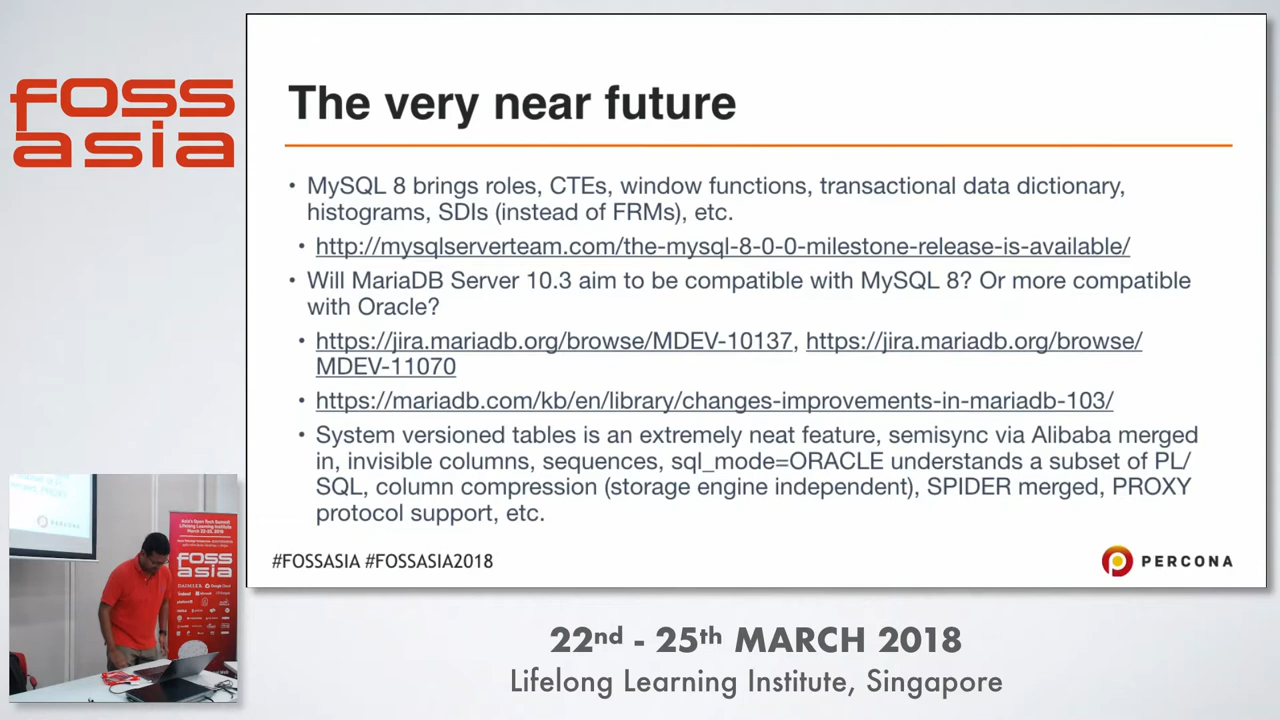 foss
asia
The very near future
• MySQL 8 brings roles, CTEs, window functions, transactional data dictionary,
histograms, SDIs (instead of FRMs), etc.
• http://mysqlserverteam.com/the-mysql-8-0-0-milestone-release-is-available/
• Will MariaDB Server 10.3 aim to be compatible with MySQL 8? Or more compatible
with Oracle?
• https://jira.mariadb.org/browse/MDEV-10137, https://jira.mariadb.org/browse/
MDEV-11070
• https://mariadb.com/kb/en/library/changes-improvements-in-mariadb-103/
• System versioned tables is an extremely neat feature, semisync via Alibaba merged
in, invisible columns, sequences, sql_mode=ORACLE understands a subset of PL/
SQL, column compression (storage engine independent), SPIDER merged, PROXY
protocol support, etc.
#FOSSASIA #FOSSASIA2018
PERCONA
foss
asia
22nd - 25th MARCH 2018
Lifelong Learning Institute, Singapore